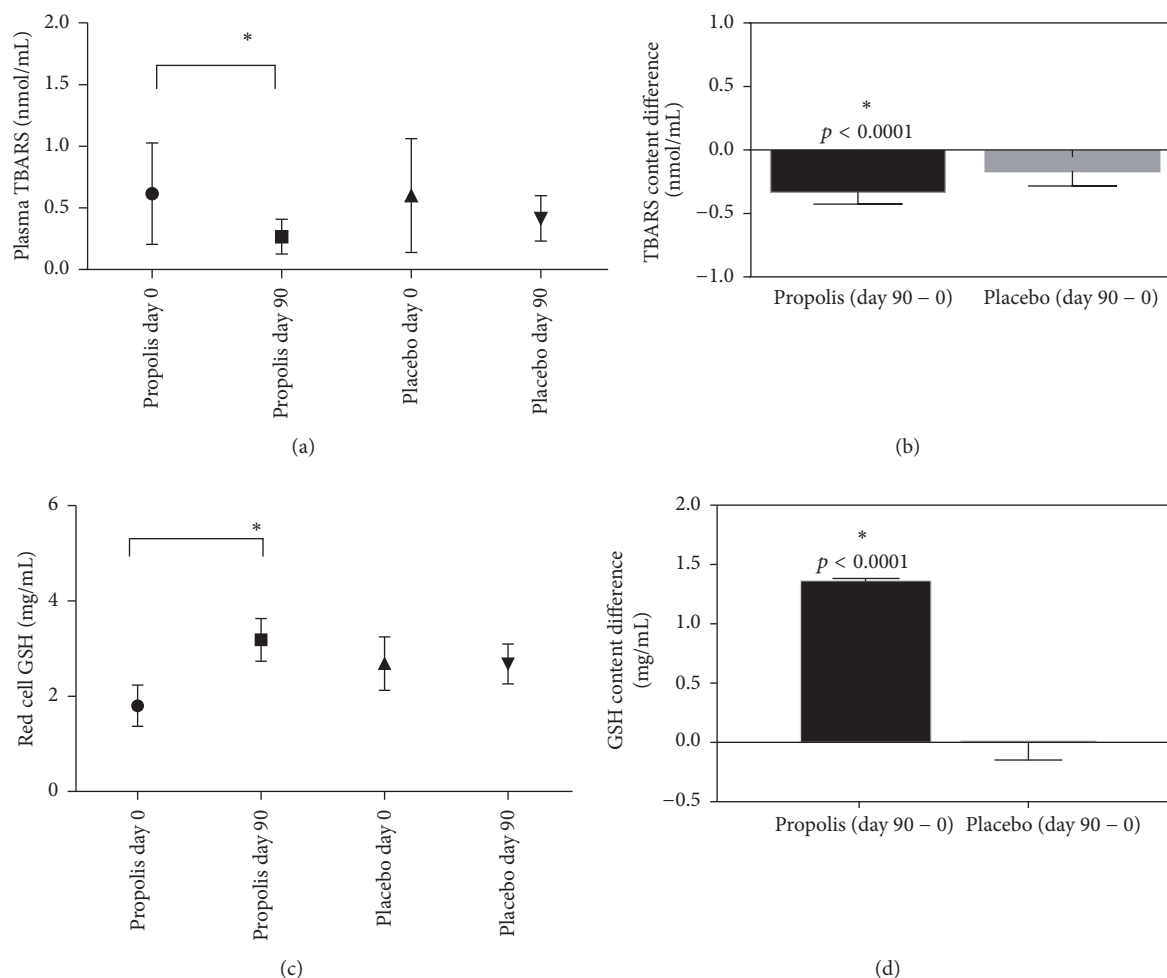 Plasma TBARS (nmol/mL)
2.0
1.5
1.0
0.5
0.0
*
Propolis day 0
Propolis day 90
Placebo day 0
Placebo day 90
(a)
TBARS content difference
(nmol/mL)
1.0
0.5
0.0
−0.5
−1.0
*
p < 0.0001
Propolis (day 90 − 0)
Placebo (day 90 − 0)
(b)
Red cell GSH (mg/mL)
6
4
2
0
*
Propolis day 0
Propolis day 90
Placebo day 0
Placebo day 90
(c)
GSH content difference
(mg/mL)
2.0
1.5
1.0
0.5
0.0
−0.5
*
p < 0.0001
Propolis (day 90 − 0)
Placebo (day 90 − 0)
(d)